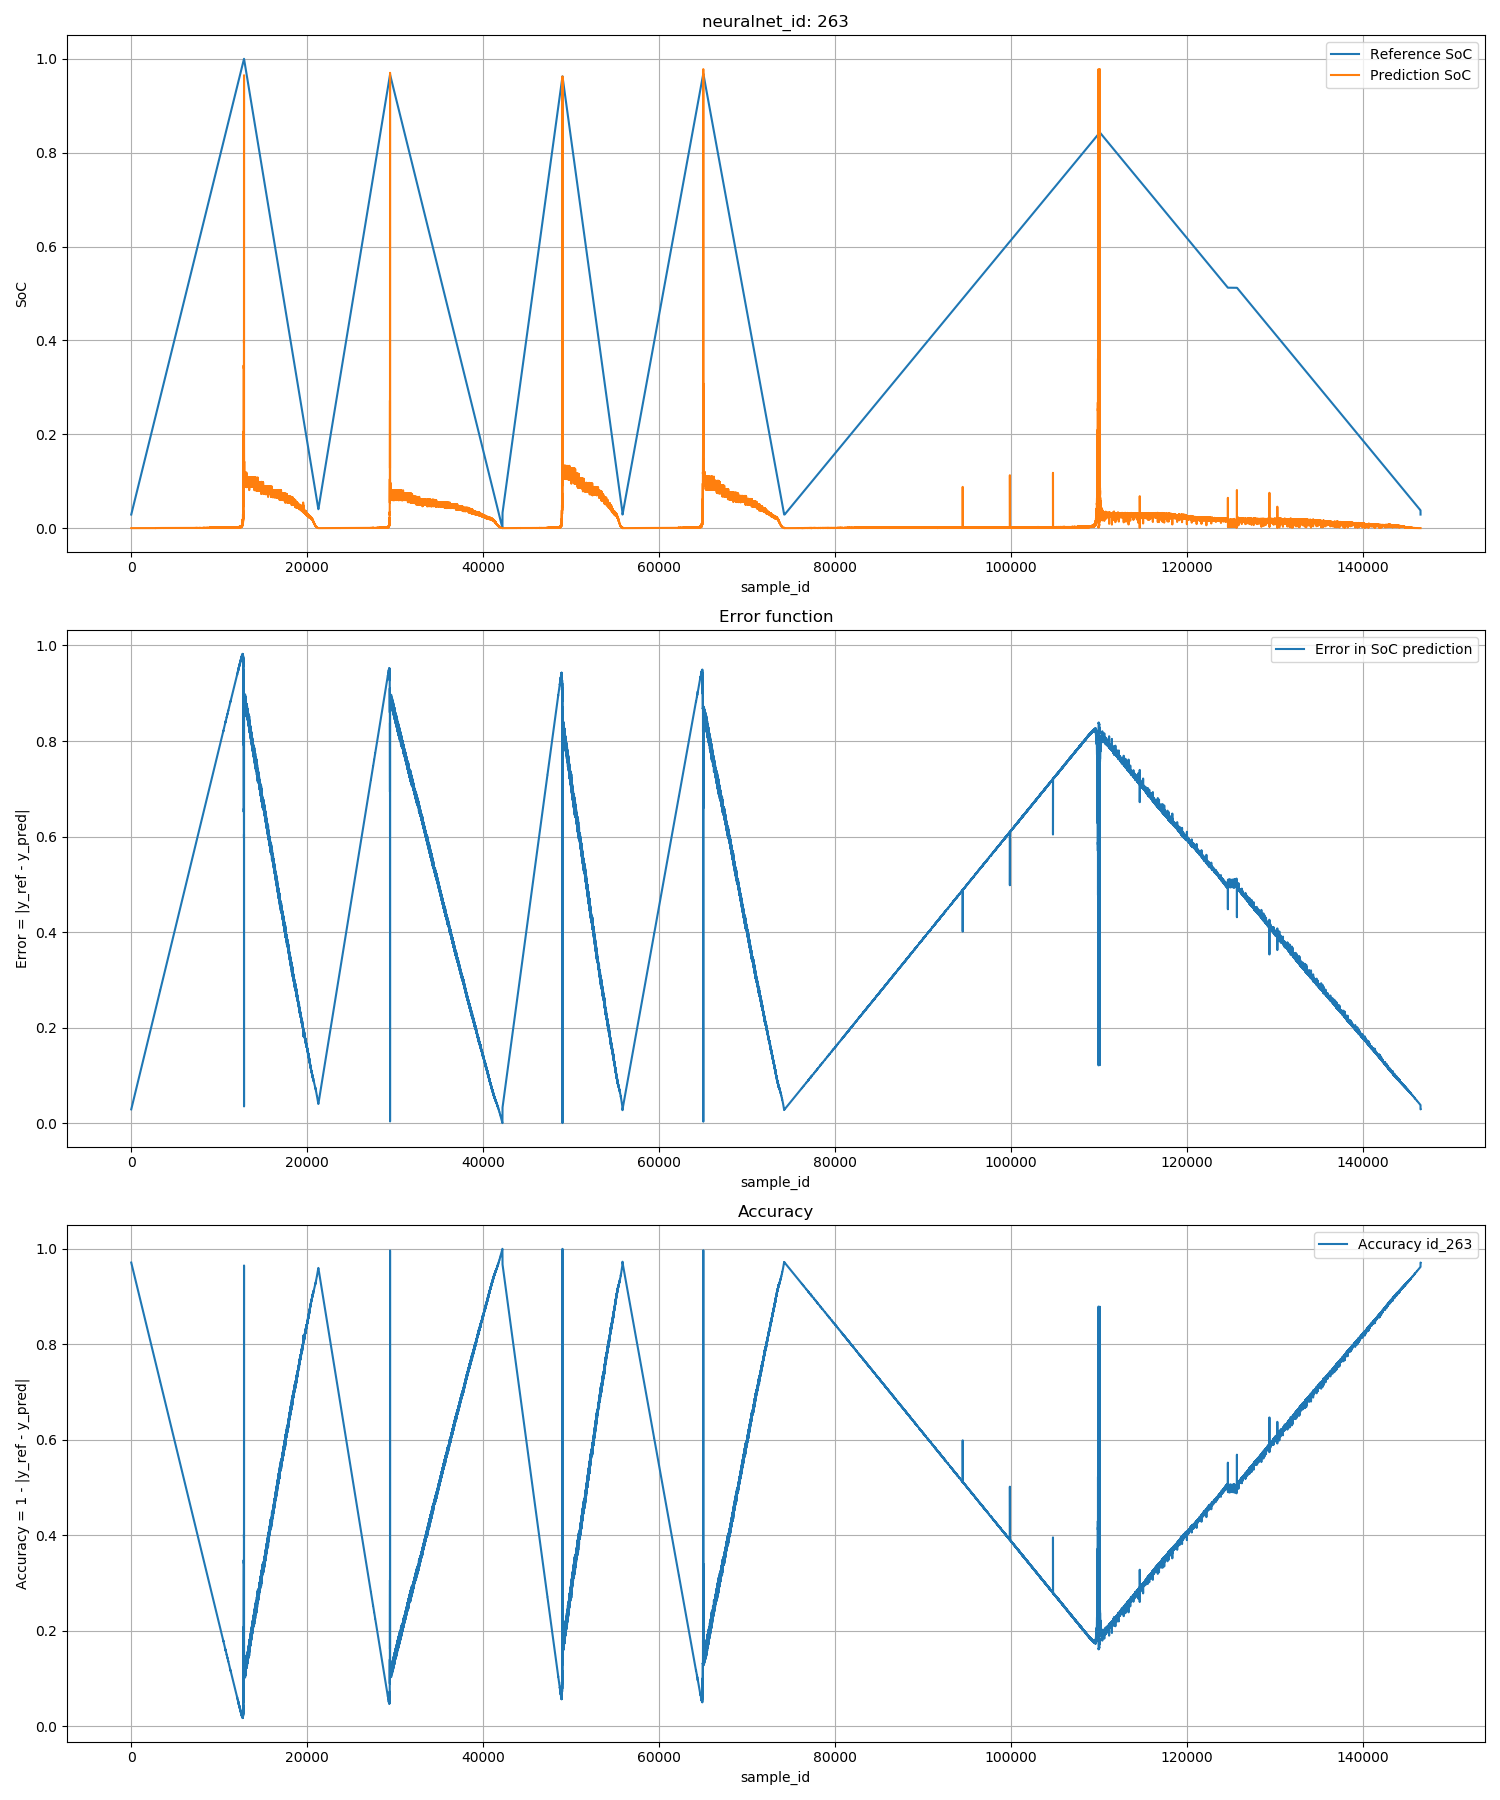 neuralnet_id: 263
Reference SoC
Prediction SoC
1.0
0.8
0.6
0.4
0.2
0.0
SoC
0 20000 40000 60000 80000 100000 120000 140000
sample_id
Error function
Error in SoC prediction
1.0
0.8
0.6
0.4
0.2
0.0
Error = |y_ref - y_pred|
0 20000 40000 60000 80000 100000 120000 140000
sample_id
Accuracy
Accuracy id_263
1.0
0.8
0.6
0.4
0.2
0.0
Accuracy = 1 - |y_ref - y_pred|
0 20000 40000 60000 80000 100000 120000 140000
sample_id